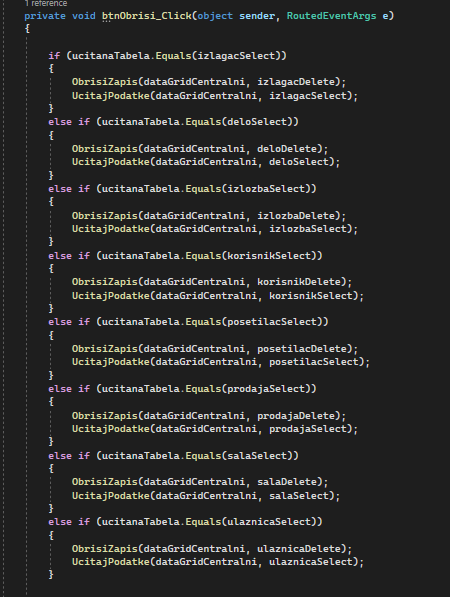 1 reference
private void btnObrisi_Click(object sender, RoutedEventArgs e)
{
if (ucitanaTabela.Equals(izlagacSelect))
{
ObrisiZapis(dataGridCentralni, izlagacDelete);
UcitajPodatke(dataGridCentralni, izlagacSelect);
}
else if (ucitanaTabela.Equals(deloSelect))
{
ObrisiZapis(dataGridCentralni, deloDelete);
UcitajPodatke(dataGridCentralni, deloSelect);
}
else if (ucitanaTabela.Equals(izlozbaSelect))
{
ObrisiZapis(dataGridCentralni, izlozbaDelete);
UcitajPodatke(dataGridCentralni, izlozbaSelect);
}
else if (ucitanaTabela.Equals(korisnikSelect))
{
ObrisiZapis(dataGridCentralni, korisnikDelete);
UcitajPodatke(dataGridCentralni, korisnikSelect);
}
else if (ucitanaTabela.Equals(posetilacSelect))
{
ObrisiZapis(dataGridCentralni, posetilacDelete);
UcitajPodatke(dataGridCentralni, posetilacSelect);
}
else if (ucitanaTabela.Equals(prodajaSelect))
{
ObrisiZapis(dataGridCentralni, prodajaDelete);
UcitajPodatke(dataGridCentralni, prodajaSelect);
}
else if (ucitanaTabela.Equals(salaSelect))
{
ObrisiZapis(dataGridCentralni, salaDelete);
UcitajPodatke(dataGridCentralni, salaSelect);
}
else if (ucitanaTabela.Equals(ulaznicaSelect))
{
ObrisiZapis(dataGridCentralni, ulaznicaDelete);
UcitajPodatke(dataGridCentralni, ulaznicaSelect);
}